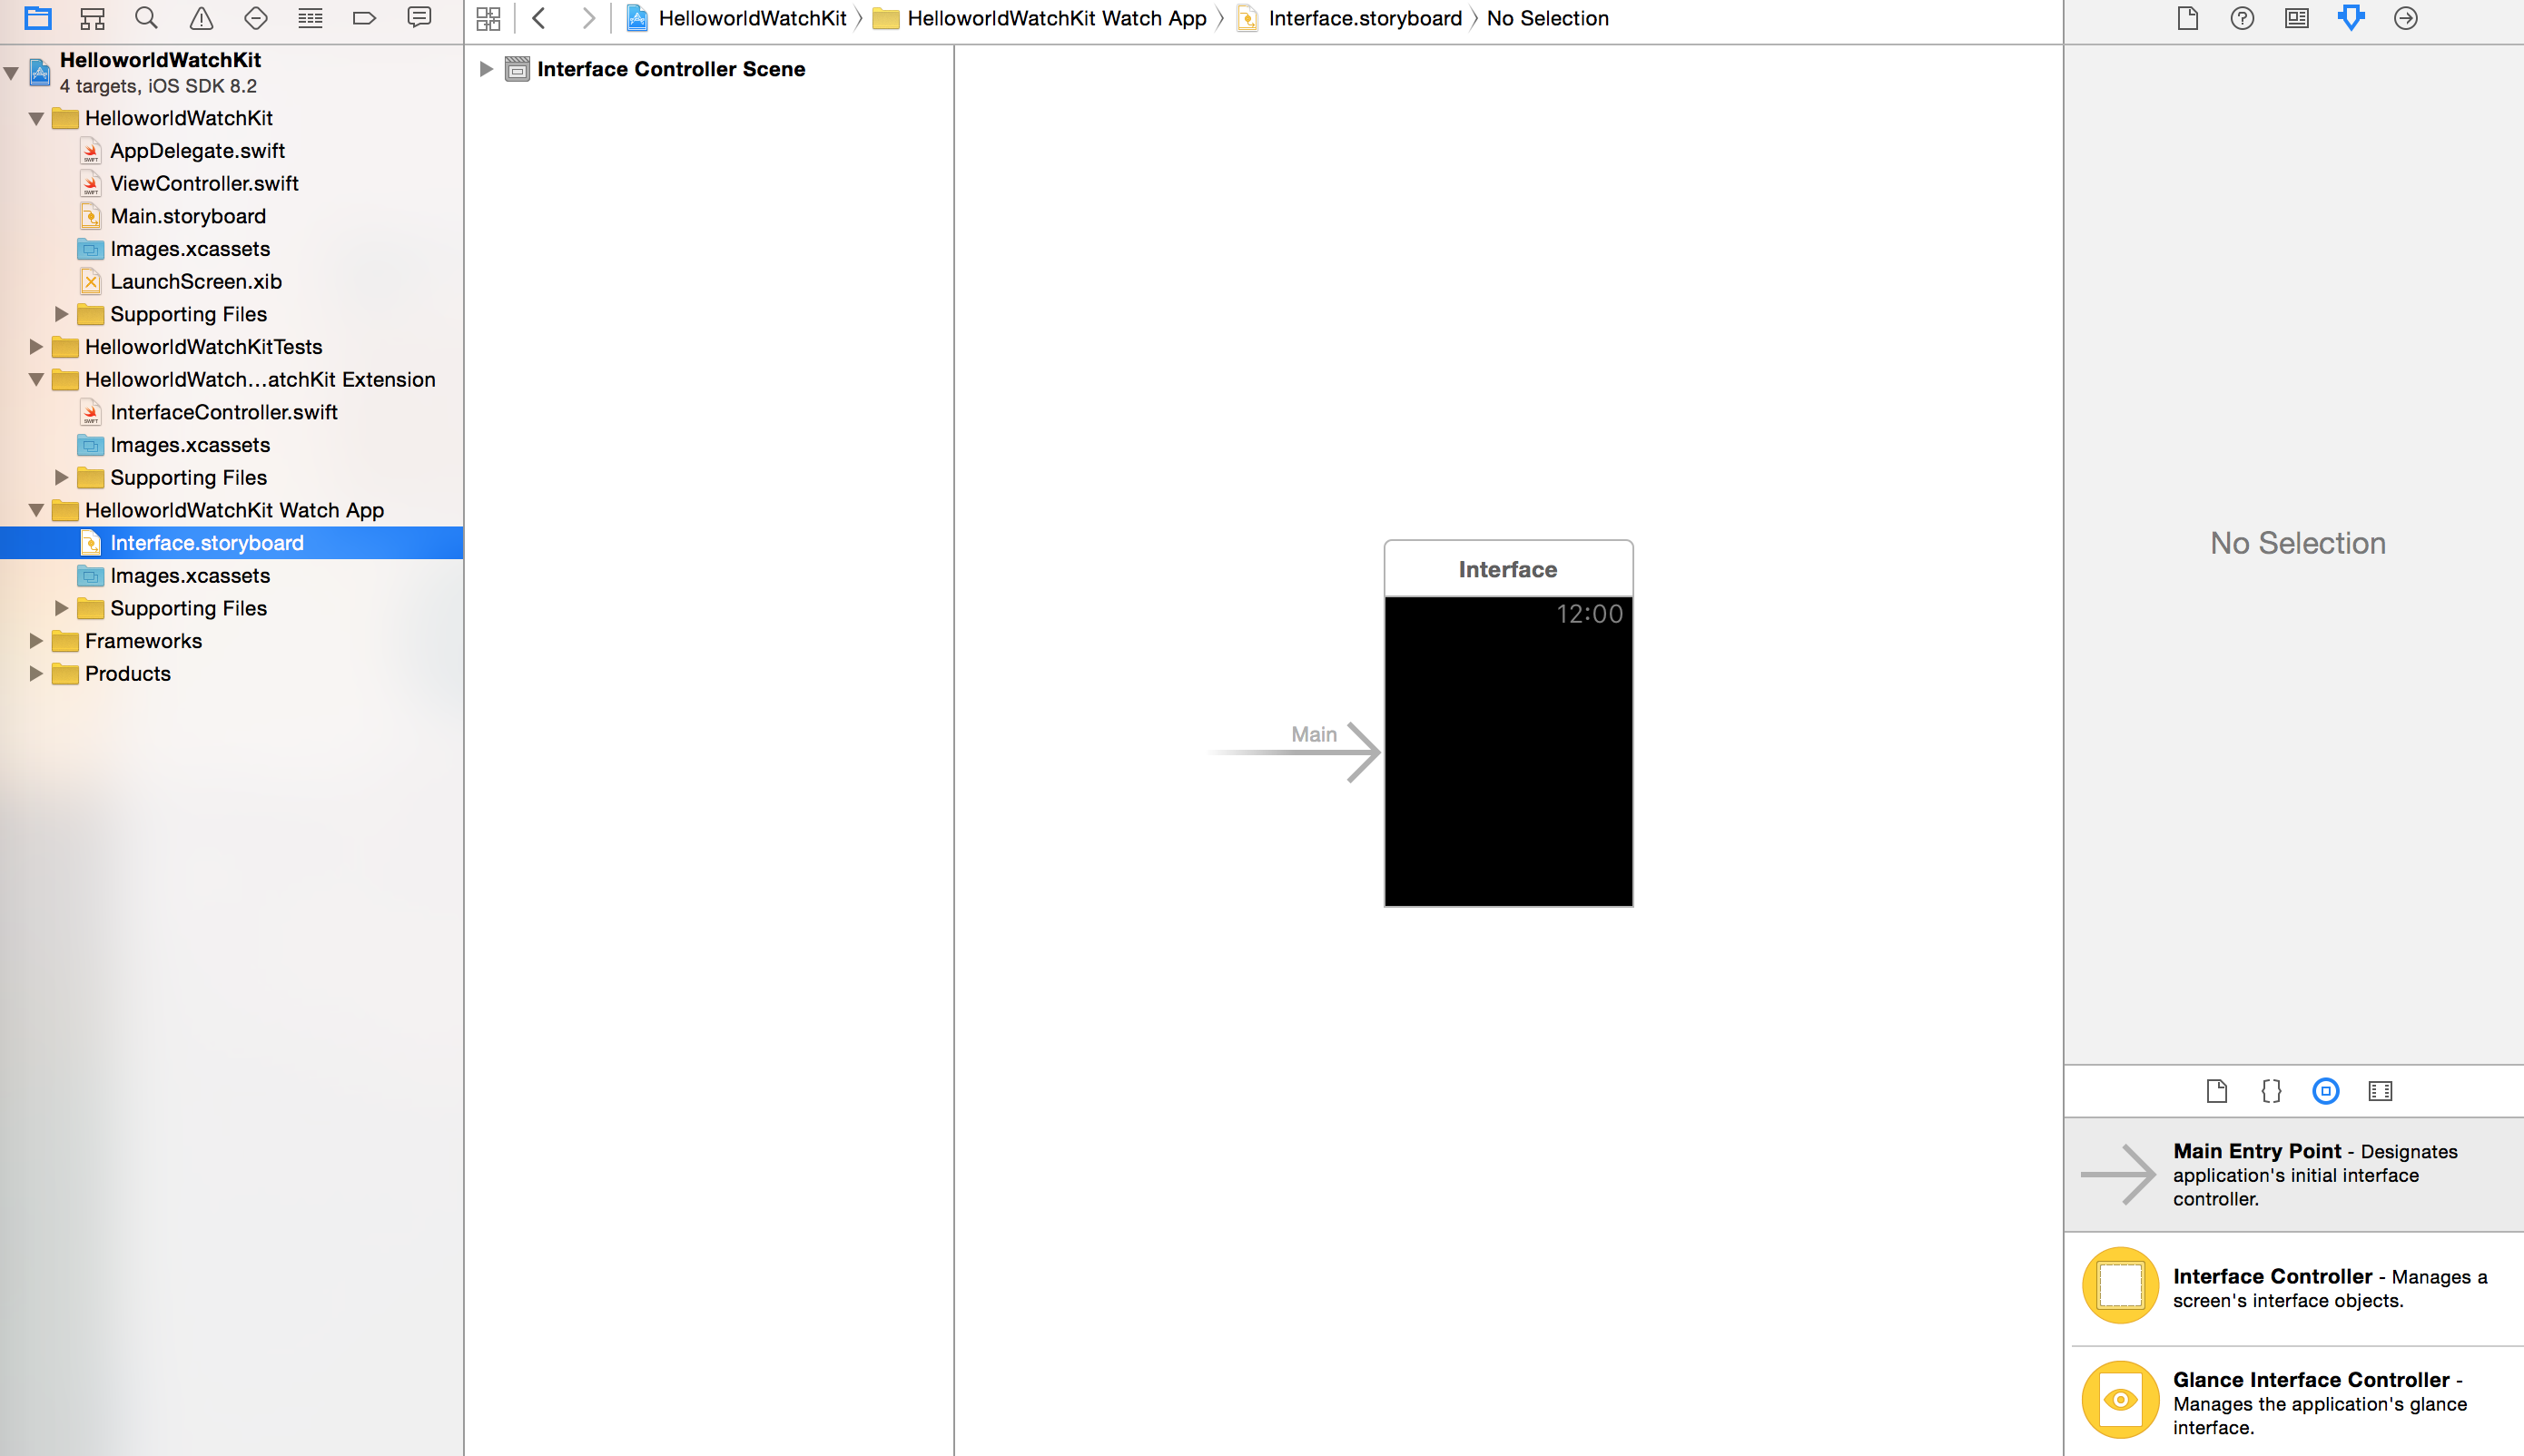 HelloworldWatchKit
HelloworldWatchKit Watch App
Interface.storyboard
No Selection
HelloworldWatchKit
4 targets, iOS SDK 8.2
HelloworldWatchKit
AppDelegate.swift
ViewController.swift
Main.storyboard
Images.xcassets
LaunchScreen.xib
Supporting Files
HelloworldWatchKitTests
HelloworldWatch...atchKit Extension
InterfaceController.swift
Images.xcassets
Supporting Files
HelloworldWatchKit Watch App
Interface.storyboard
Images.xcassets
Supporting Files
Frameworks
Products
Interface Controller Scene
Interface
12:00
Main
No Selection
Main Entry Point - Designates
application's initial interface
controller.
Interface Controller - Manages a
screen's interface objects.
Glance Interface Controller -
Manages the application's glance
interface.